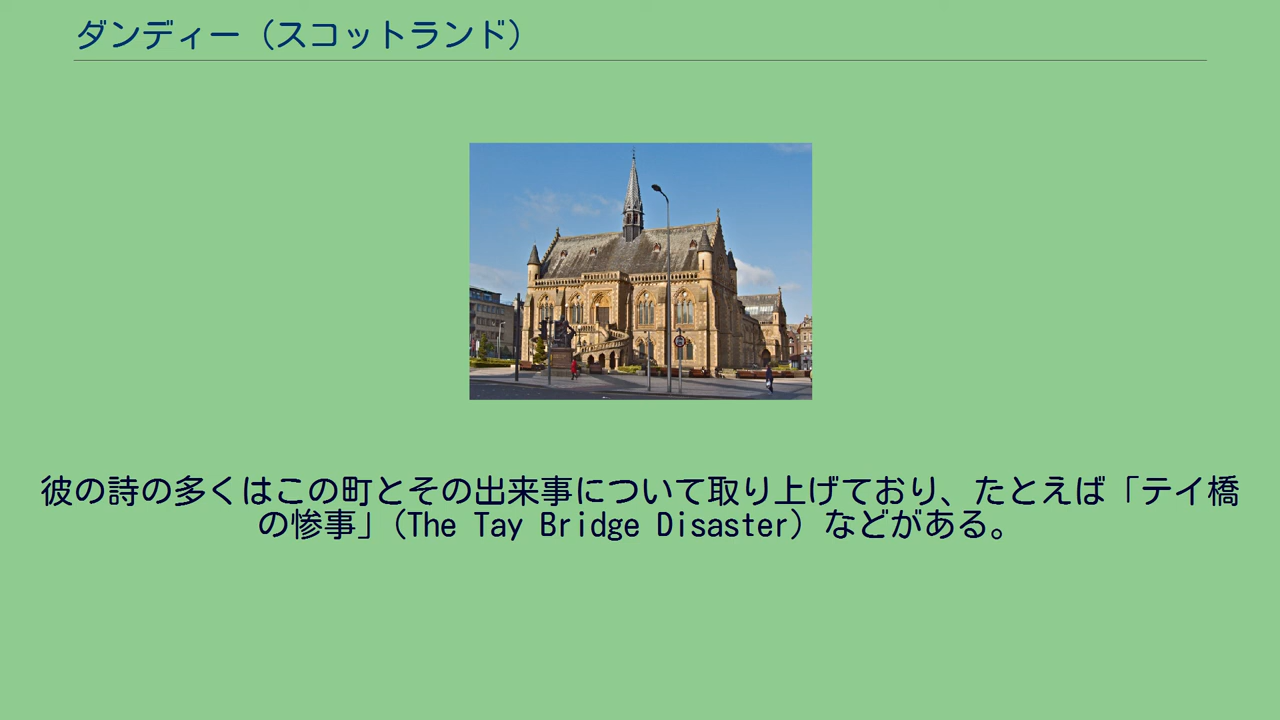 ダンディー（スコットランド）
彼の詩の多くはこの町とその出来事について取り上げており、たとえば「テイ橋
の惨事」（The Tay Bridge Disaster）などがある。